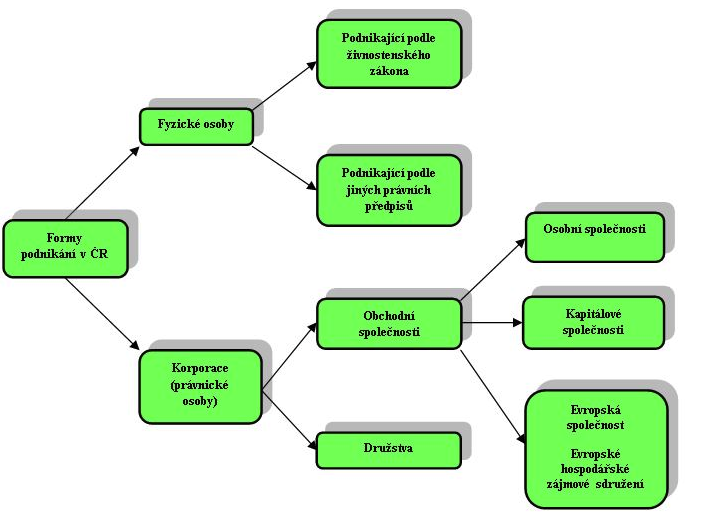 Podnikající podle
živnostenského
zákona
Fyzické osoby
Podnikající podle
jiných právních
předpisů
Formy
podnikání v ČR
Osobní společnosti
Obchodní
společnosti
Kapitálové
společnosti
Korporace
(právnické
osoby)
Družstva
Evropská
společnost
Evropské
hospodářské
zájmové sdružení